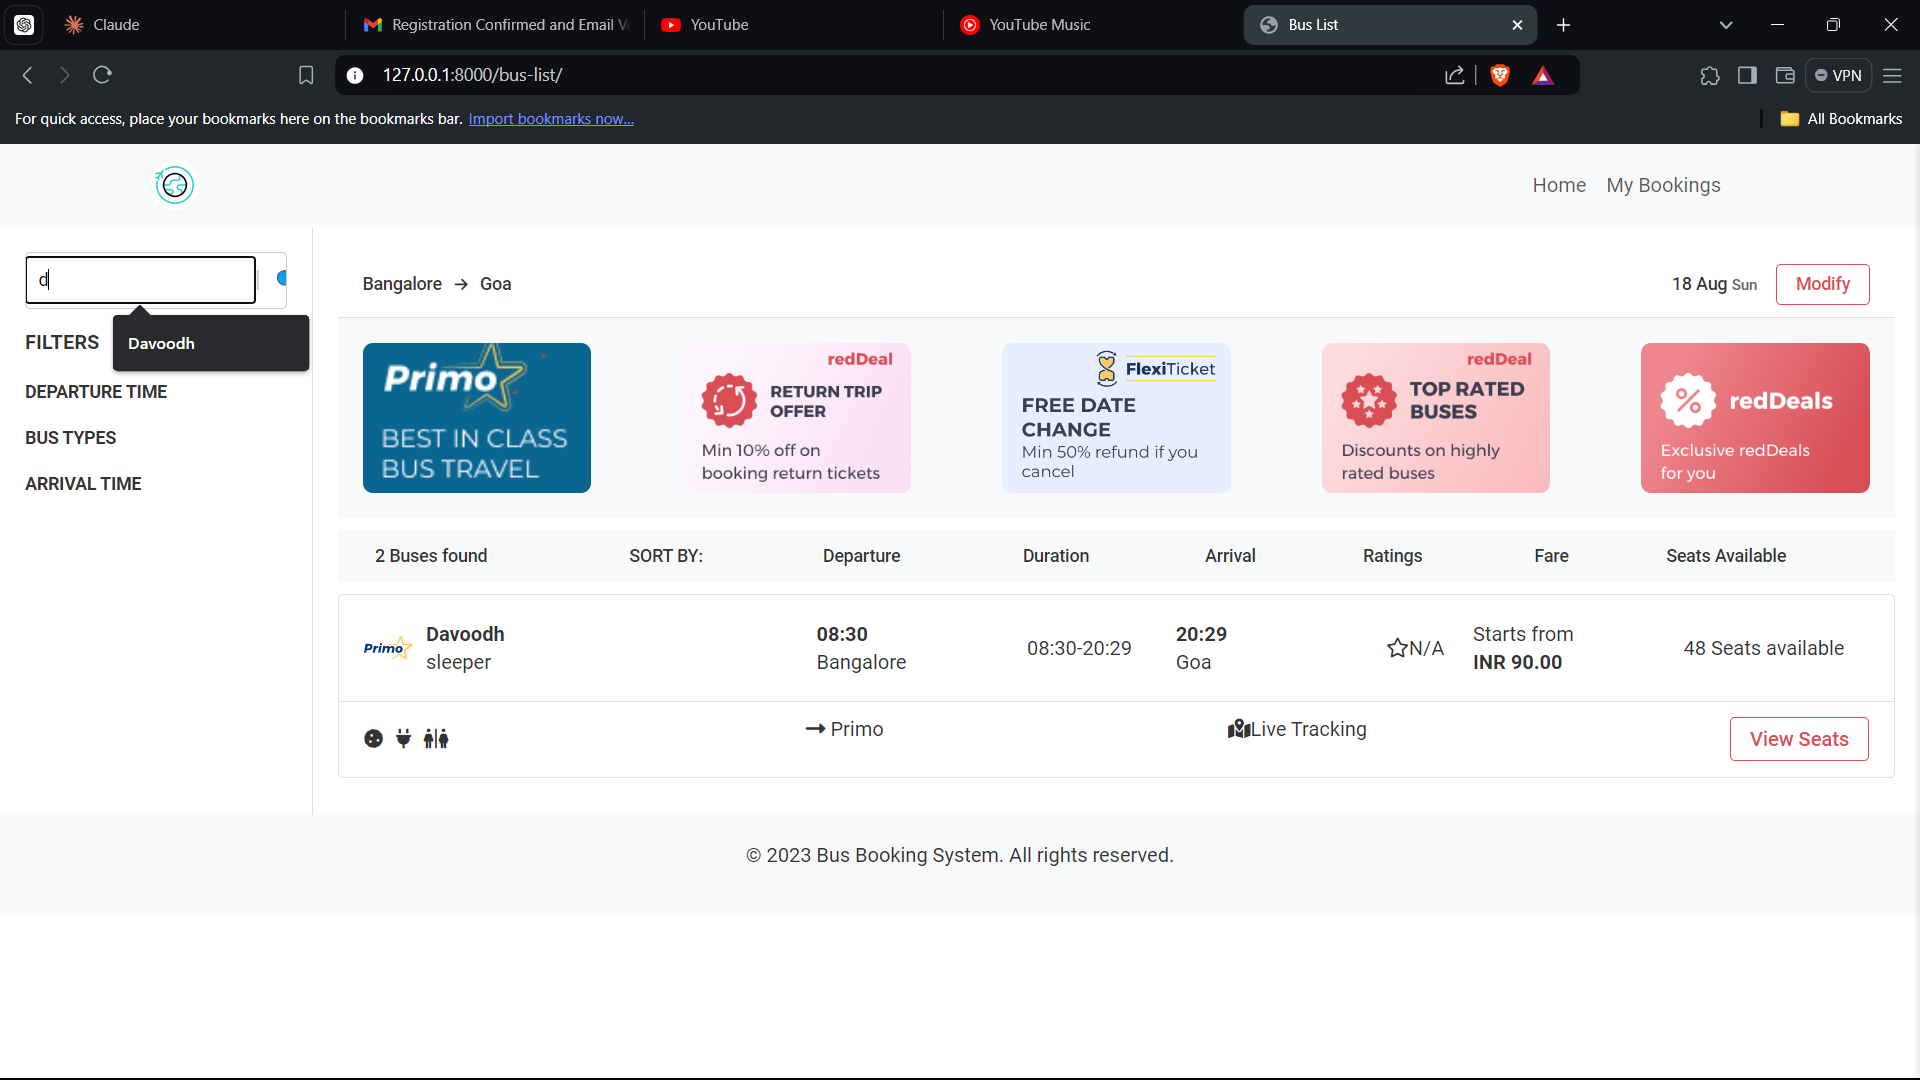 Claude
Registration Confirmed and Email V
YouTube
YouTube Music
Bus List
127.0.0.1:8000/bus-list/
VPN
For quick access, place your bookmarks here on the bookmarks bar. Import bookmarks now...
All Bookmarks
Home My Bookings
d
Davoodh
FILTERS
DEPARTURE TIME
BUS TYPES
ARRIVAL TIME
Bangalore → Goa
18 Aug Sun
Modify
Primo
BEST IN CLASS
BUS TRAVEL
redDeal
RETURN TRIP
OFFER
Min 10% off on
booking return tickets
FlexiTicket
FREE DATE
CHANGE
Min 50% refund if you
cancel
redDeal
TOP RATED
BUSES
Discounts on highly
rated buses
% redDeals
Exclusive redDeals
for you
2 Buses found SORT BY: Departure Duration Arrival Ratings Fare Seats Available
Primo
Davoodh
sleeper
08:30
Bangalore
08:30-20:29
20:29
Goa
N/A
Starts from
INR 90.00
48 Seats available
Primo
Live Tracking
View Seats
© 2023 Bus Booking System. All rights reserved.